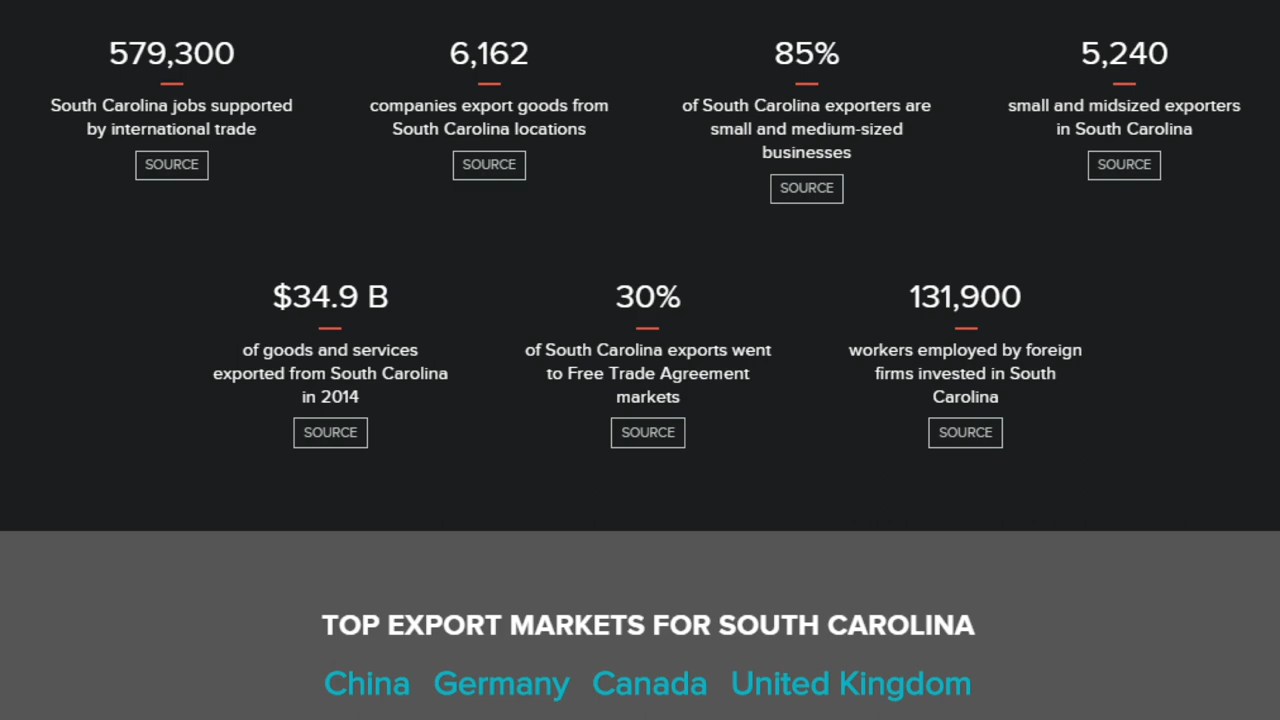 579,300
South Carolina jobs supported
by international trade
SOURCE
6,162
companies export goods from
South Carolina locations
SOURCE
85%
of South Carolina exporters are
small and medium-sized
businesses
SOURCE
5,240
small and midsized exporters
in South Carolina
SOURCE
$34.9 B
of goods and services
exported from South Carolina
in 2014
SOURCE
30%
of South Carolina exports went
to Free Trade Agreement
markets
SOURCE
131,900
workers employed by foreign
firms invested in South
Carolina
SOURCE
TOP EXPORT MARKETS FOR SOUTH CAROLINA
China Germany Canada United Kingdom